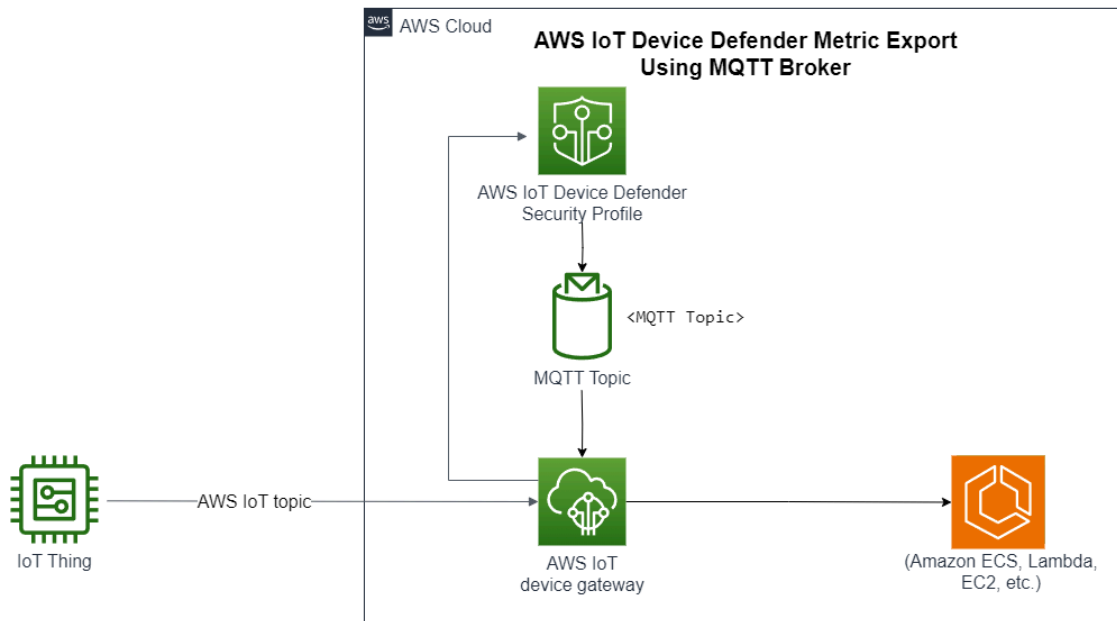 aws
AWS Cloud
AWS IoT Device Defender Metric Export
Using MQTT Broker
AWS IoT Device Defender
Security Profile
<MQTT Topic>
MQTT Topic
AWS IoT topic
IoT Thing
AWS IoT
device gateway
(Amazon ECS, Lambda,
EC2, etc.)